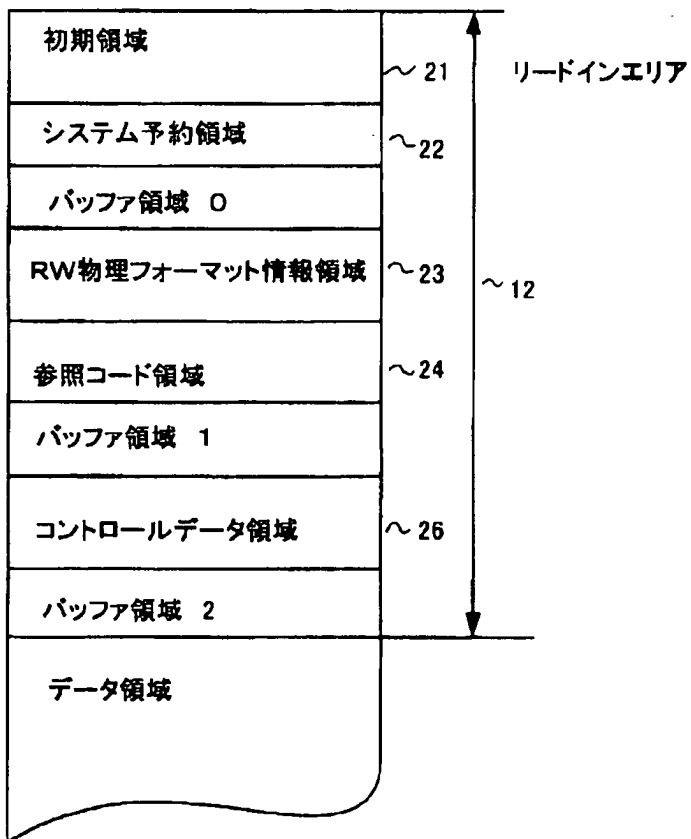 初期領域
～21 リードインエリア
システム予約領域 ～22
バッファ領域 0
RW物理フォーマット情報領域 ～23 ～12
参照コード領域 ～24
バッファ領域 1
コントロールデータ領域 ～26
バッファ領域 2
データ領域